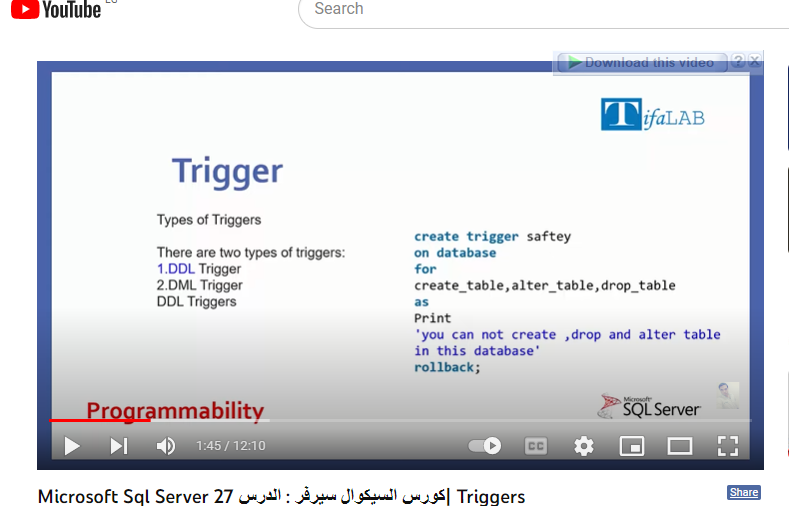 YouTube
EG
Search
Download this video ? X
TifaLAB
Trigger
Types of Triggers
There are two types of triggers:
1.DDL Trigger
2.DML Trigger
DDL Triggers
create trigger saftey
on database
for
create_table,alter_table,drop_table
as
Print
'you can not create ,drop and alter table
in this database'
rollback;
Programmability
Microsoft
SQL Server
1:45 / 12:10
CC
Microsoft Sql Server 27 كورس السيكوال سيرفر : الدرس| Triggers
Share